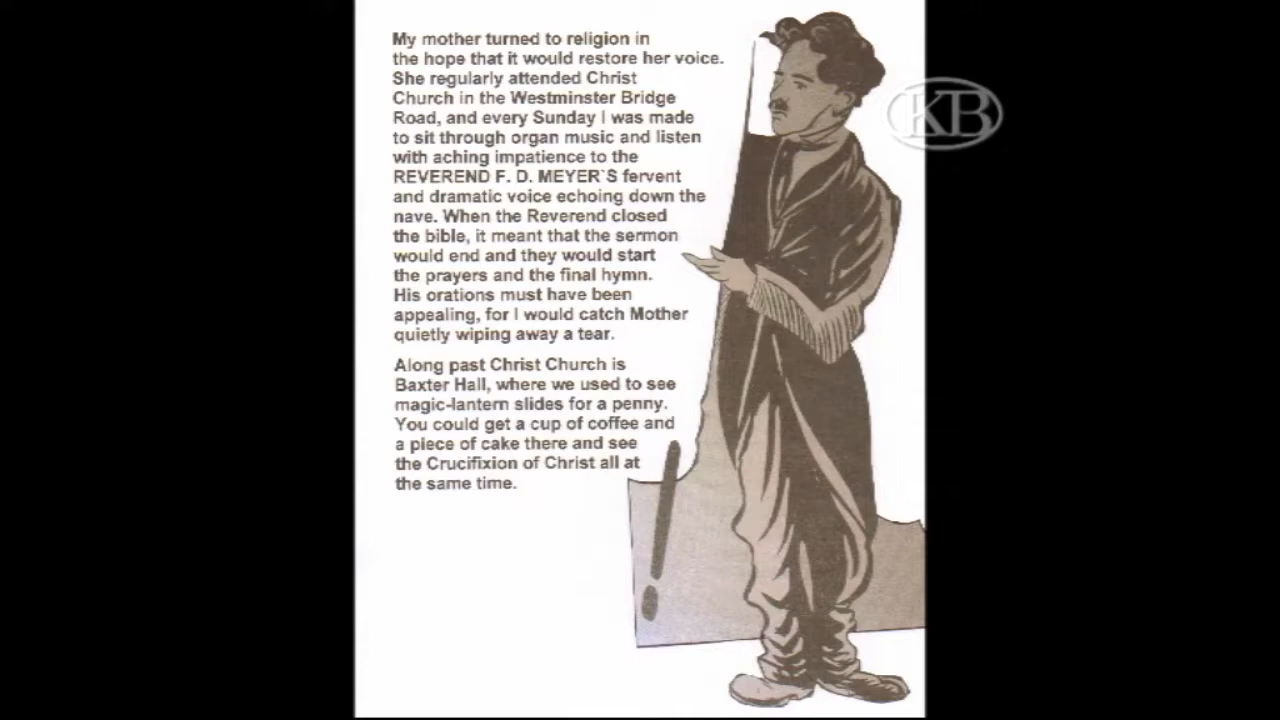 My mother turned to religion in
the hope that it would restore her voice.
She regularly attended Christ
Church in the Westminster Bridge
Road, and every Sunday I was made
to sit through organ music and listen
with aching impatience to the
REVEREND F. D. MEYER`S fervent
and dramatic voice echoing down the
nave. When the Reverend closed
the bible, it meant that the sermon
would end and they would start
the prayers and the final hymn.
His orations must have been
appealing, for I would catch Mother
quietly wiping away a tear.
Along past Christ Church is
Baxter Hall, where we used to see
magic-lantern slides for a penny.
You could get a cup of coffee and
a piece of cake there and see
the Crucifixion of Christ all at
the same time.
KB